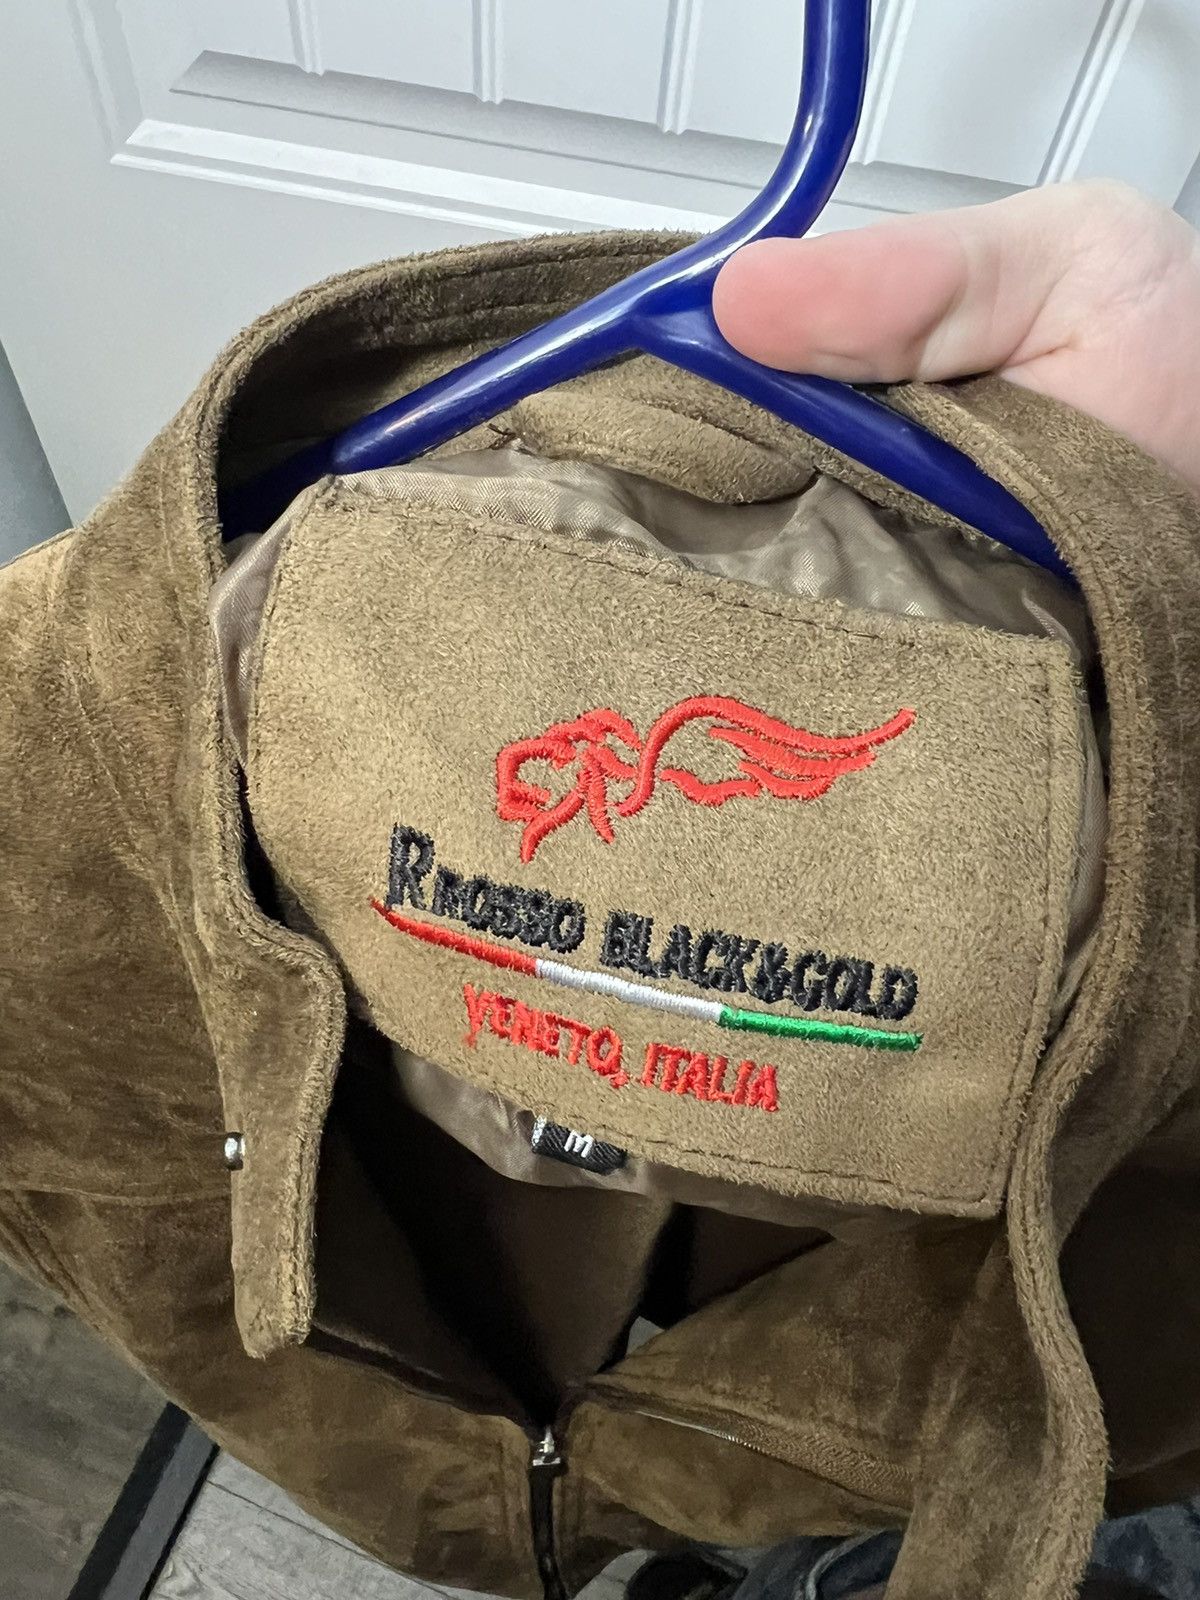 RROSSO BLACK&GOLD
VENETO, ITALIA
M